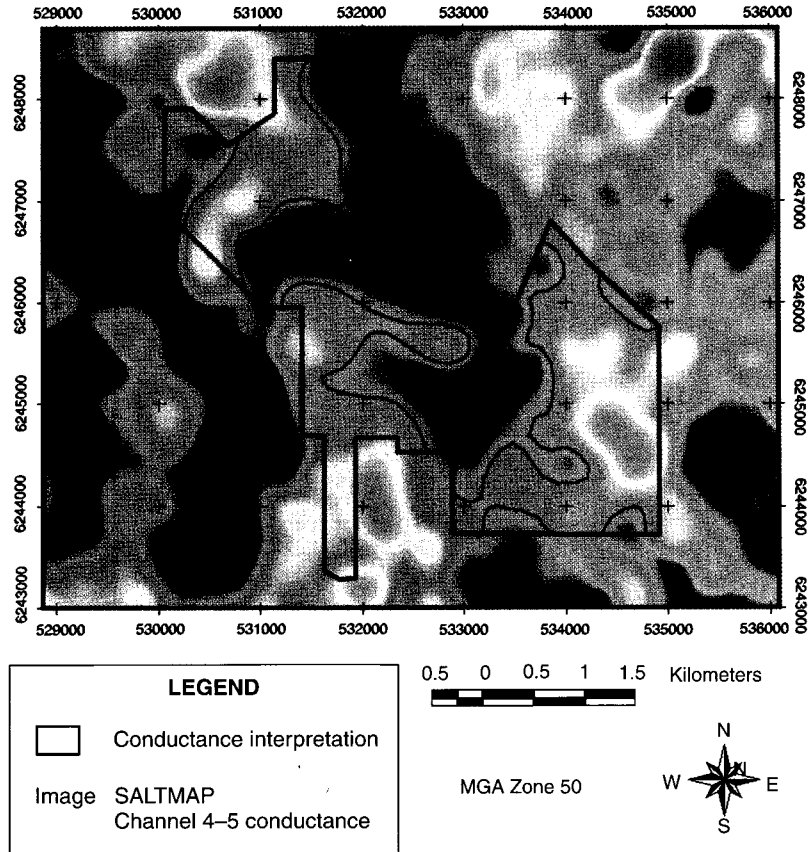 529000 530000 531000 532000 533000 534000 535000 536000
6248000 6248000
6247000 6247000
6246000 6246000
6245000 6245000
6244000 6244000
6243000 6243000
529000 530000 531000 532000 533000 534000 535000 536000
LEGEND
Conductance interpretation
Image SALTMAP
Channel 4–5 conductance
0.5 0 0.5 1 1.5 Kilometers
MGA Zone 50
N
W E
S